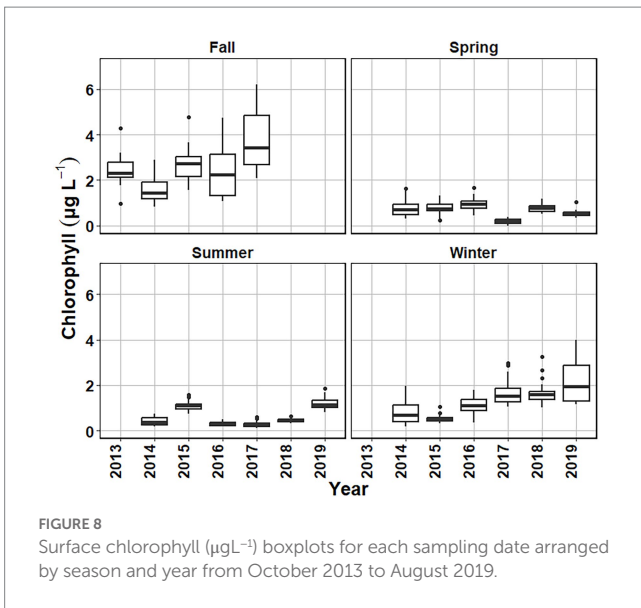 Fall
Spring
6
4
2
0
Summer
Winter
6
4
2
0
Chlorophyll (µg L⁻¹)
2013
2014
2015
2016
2017
2018
2019
2013
2014
2015
2016
2017
2018
2019
Year
FIGURE 8
Surface chlorophyll (µgL⁻¹) boxplots for each sampling date arranged
by season and year from October 2013 to August 2019.